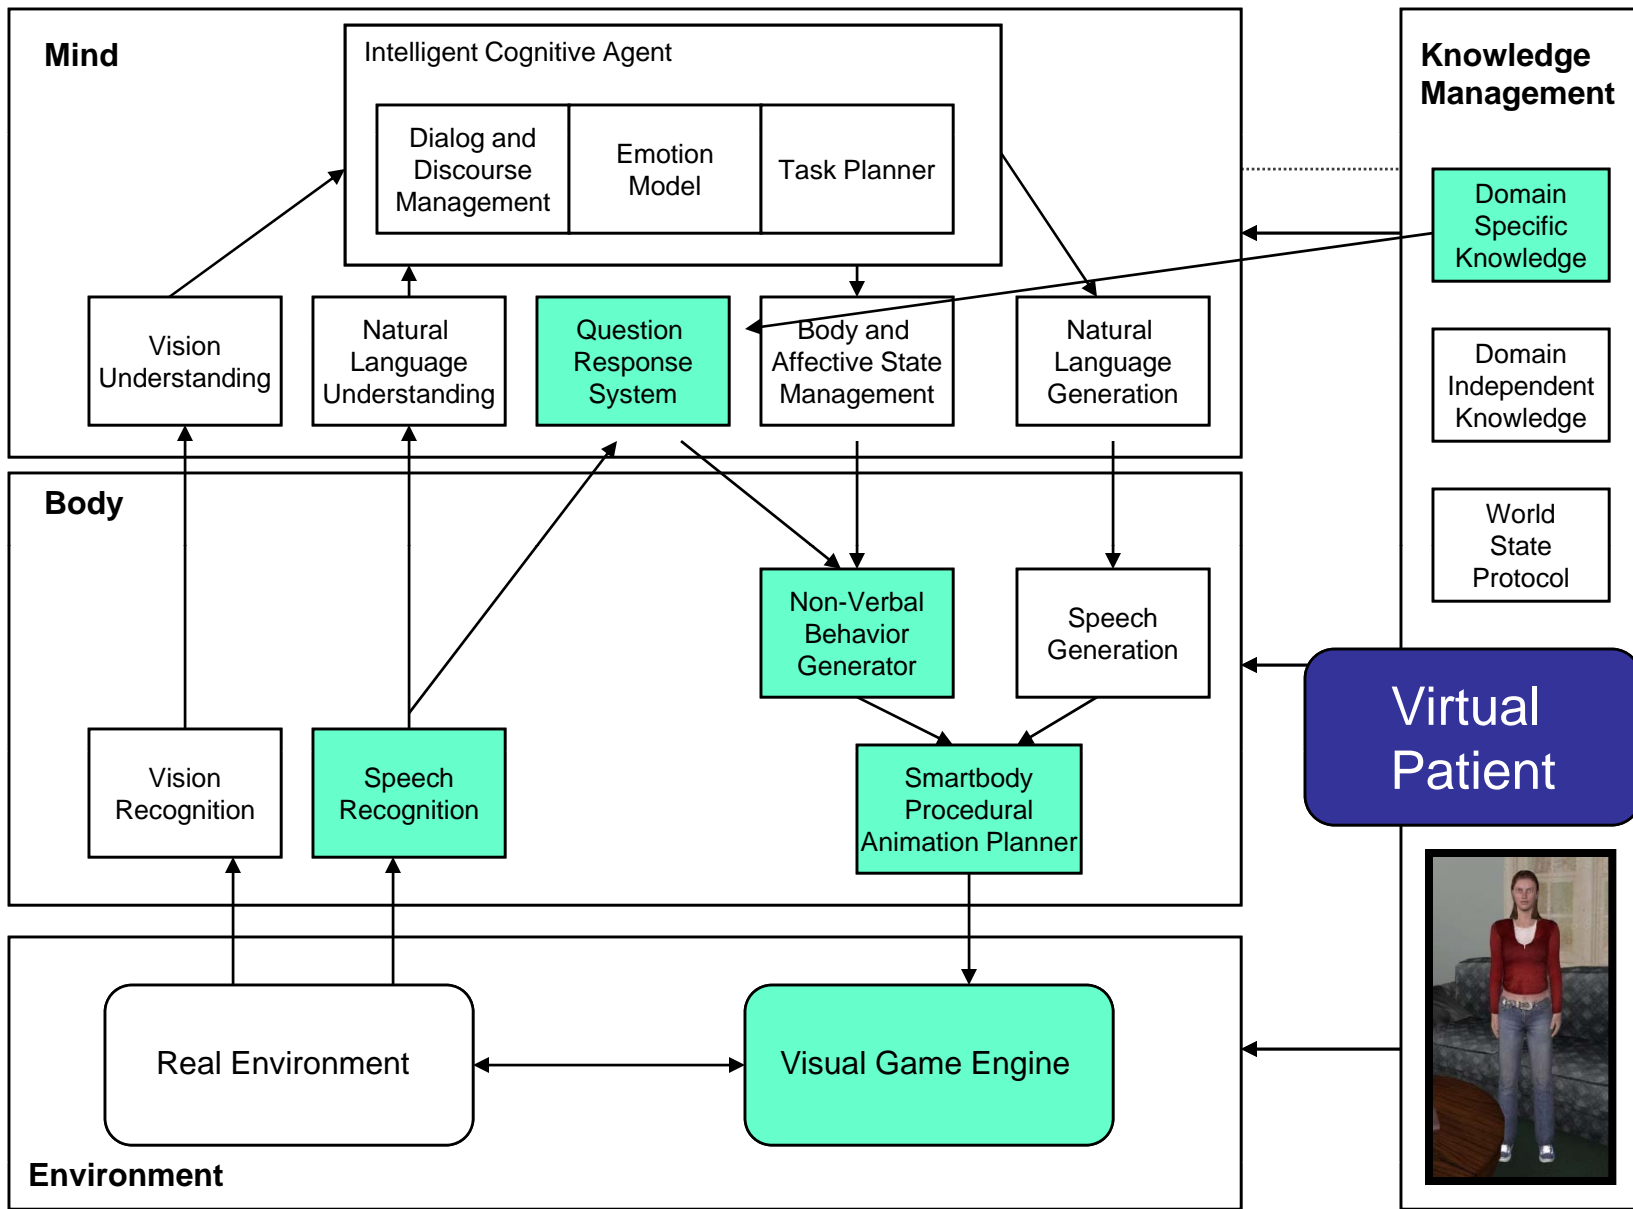 Mind
Intelligent Cognitive Agent
Dialog and
Discourse
Management
Emotion
Model
Task Planner
Vision
Understanding
Natural
Language
Understanding
Question
Response
System
Body and
Affective State
Management
Natural
Language
Generation
Body
Non-Verbal
Behavior
Generator
Speech
Generation
Vision
Recognition
Speech
Recognition
Smartbody
Procedural
Animation Planner
Real Environment
Visual Game Engine
Environment
Knowledge
Management
Domain
Specific
Knowledge
Domain
Independent
Knowledge
World
State
Protocol
Virtual
Patient